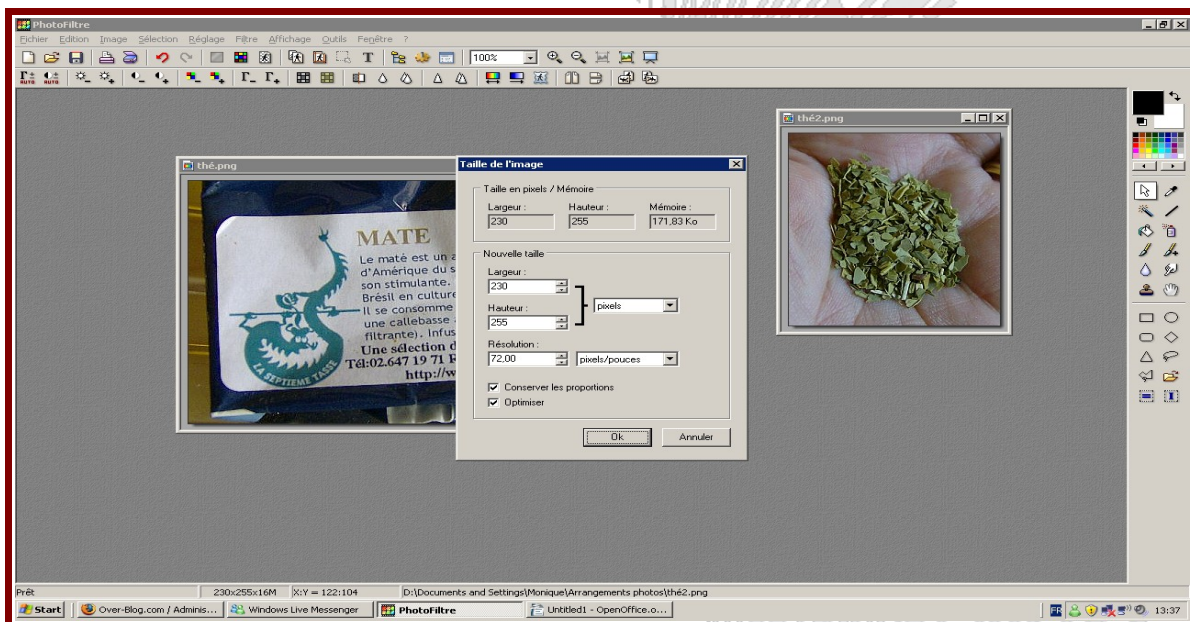 PhotoFiltre
Fichier Edition Image Sélection Réglage Filtre Affichage Outils Fenêtre ?
100%
thé2.png
thé.png
MATE
Le maté est un
d'Amérique du s
son stimulante.
Brésil en culture
Il se consomme
une callebasse
filtrante). Infus
Une sélection d
Tél:02.647 19 71
http://w
LA SEPTIEME TASSE
Taille de l'image
Taille en pixels / Mémoire
Largeur : Hauteur : Mémoire :
230 255 171,83 Ko
Nouvelle taille
Largeur :
230
Hauteur : pixels
255
Résolution :
72,00 pixels/pouces
Conserver les proportions
Optimiser
Ok Annuler
Prêt 230x255x16M X:Y = 122:104 D:\Documents and Settings\Monique\Arrangements photos\thé2.png
Start Over-Blog.com / Adminis... Windows Live Messenger PhotoFiltre Untitled1 - OpenOffice.o... FR 13:37